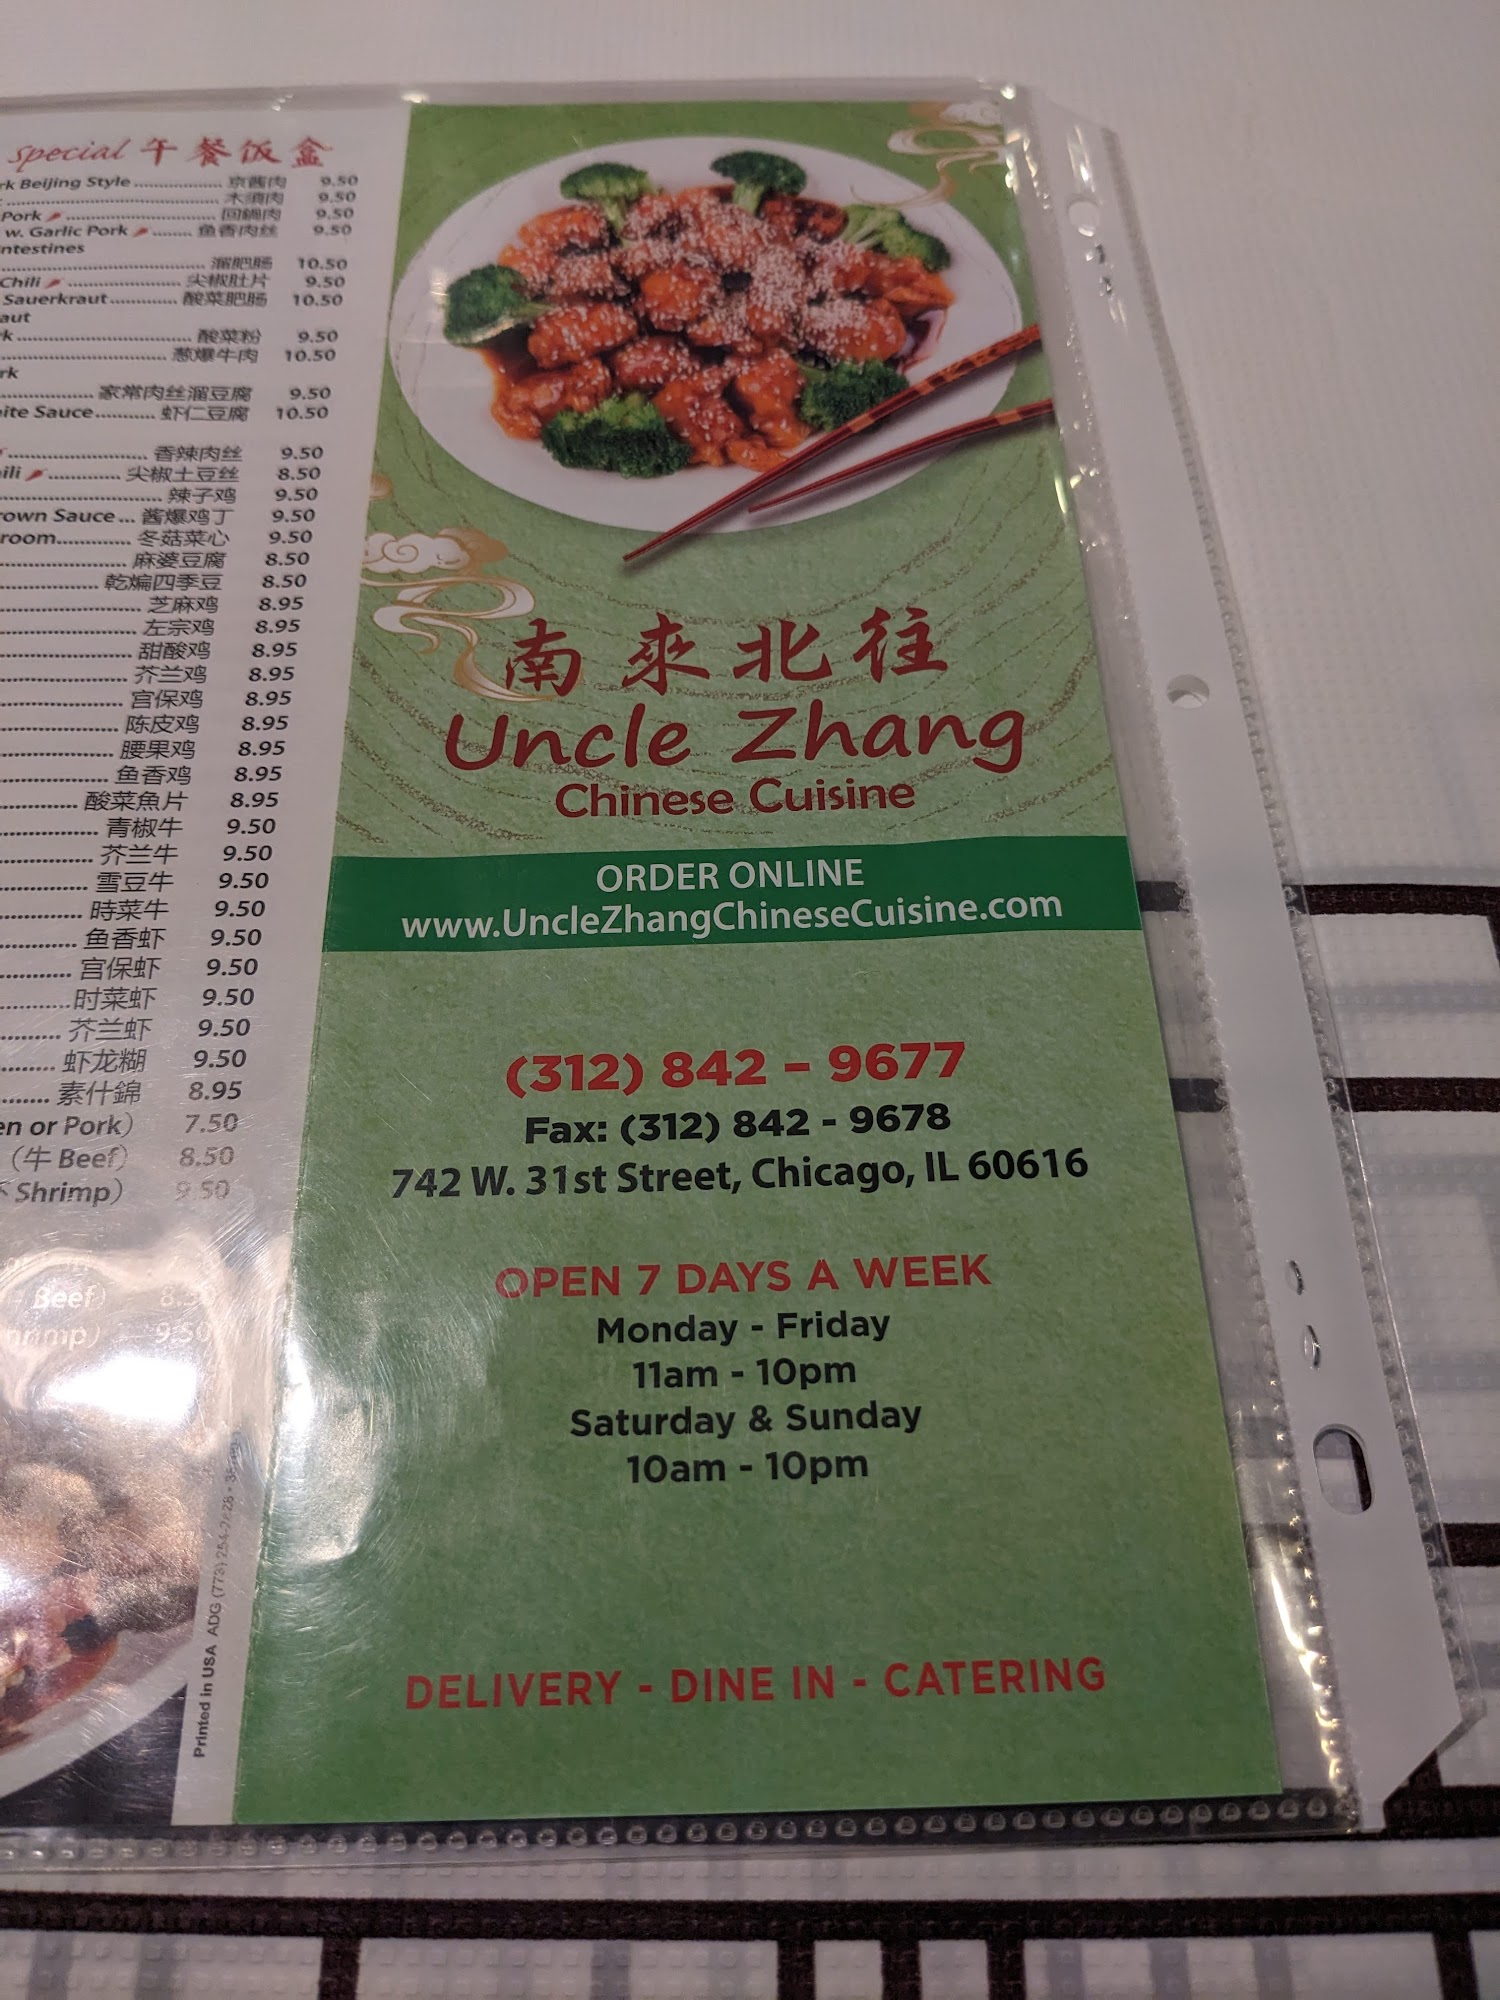 special 午餐饭盒
rk Beijing Style 京酱肉 9.50
木須肉 9.50
Pork 回鍋肉 9.50
w. Garlic Pork 鱼香肉丝 9.50
ntestines
溜肥肠 10.50
Chili 尖椒肚片 9.50
Sauerkraut 酸菜肥肠 10.50
aut
k 酸菜粉 9.50
葱爆牛肉 10.50
rk
家常肉丝溜豆腐 9.50
ite Sauce 虾仁豆腐 10.50
香辣肉丝 9.50
ili 尖椒土豆丝 8.50
辣子鸡 9.50
rown Sauce 酱爆鸡丁 9.50
room 冬菇菜心 9.50
麻婆豆腐 8.50
乾煸四季豆 8.50
芝麻鸡 8.95
左宗鸡 8.95
甜酸鸡 8.95
芥兰鸡 8.95
宫保鸡 8.95
陈皮鸡 8.95
腰果鸡 8.95
鱼香鸡 8.95
酸菜魚片 8.95
青椒牛 9.50
芥兰牛 9.50
雪豆牛 9.50
時菜牛 9.50
鱼香虾 9.50
宫保虾 9.50
时菜虾 9.50
芥兰虾 9.50
虾龙糊 9.50
素什錦 8.95
en or Pork) 7.50
(牛 Beef) 8.50
Shrimp) 9.50
- Beef)
hrimp) 9.50
Printed in USA ADG (773)
南來北往
Uncle Zhang
Chinese Cuisine
ORDER ONLINE
www.UncleZhangChineseCuisine.com
(312) 842 – 9677
Fax: (312) 842 - 9678
742 W. 31st Street, Chicago, IL 60616
OPEN 7 DAYS A WEEK
Monday - Friday
11am - 10pm
Saturday & Sunday
10am - 10pm
DELIVERY - DINE IN - CATERING